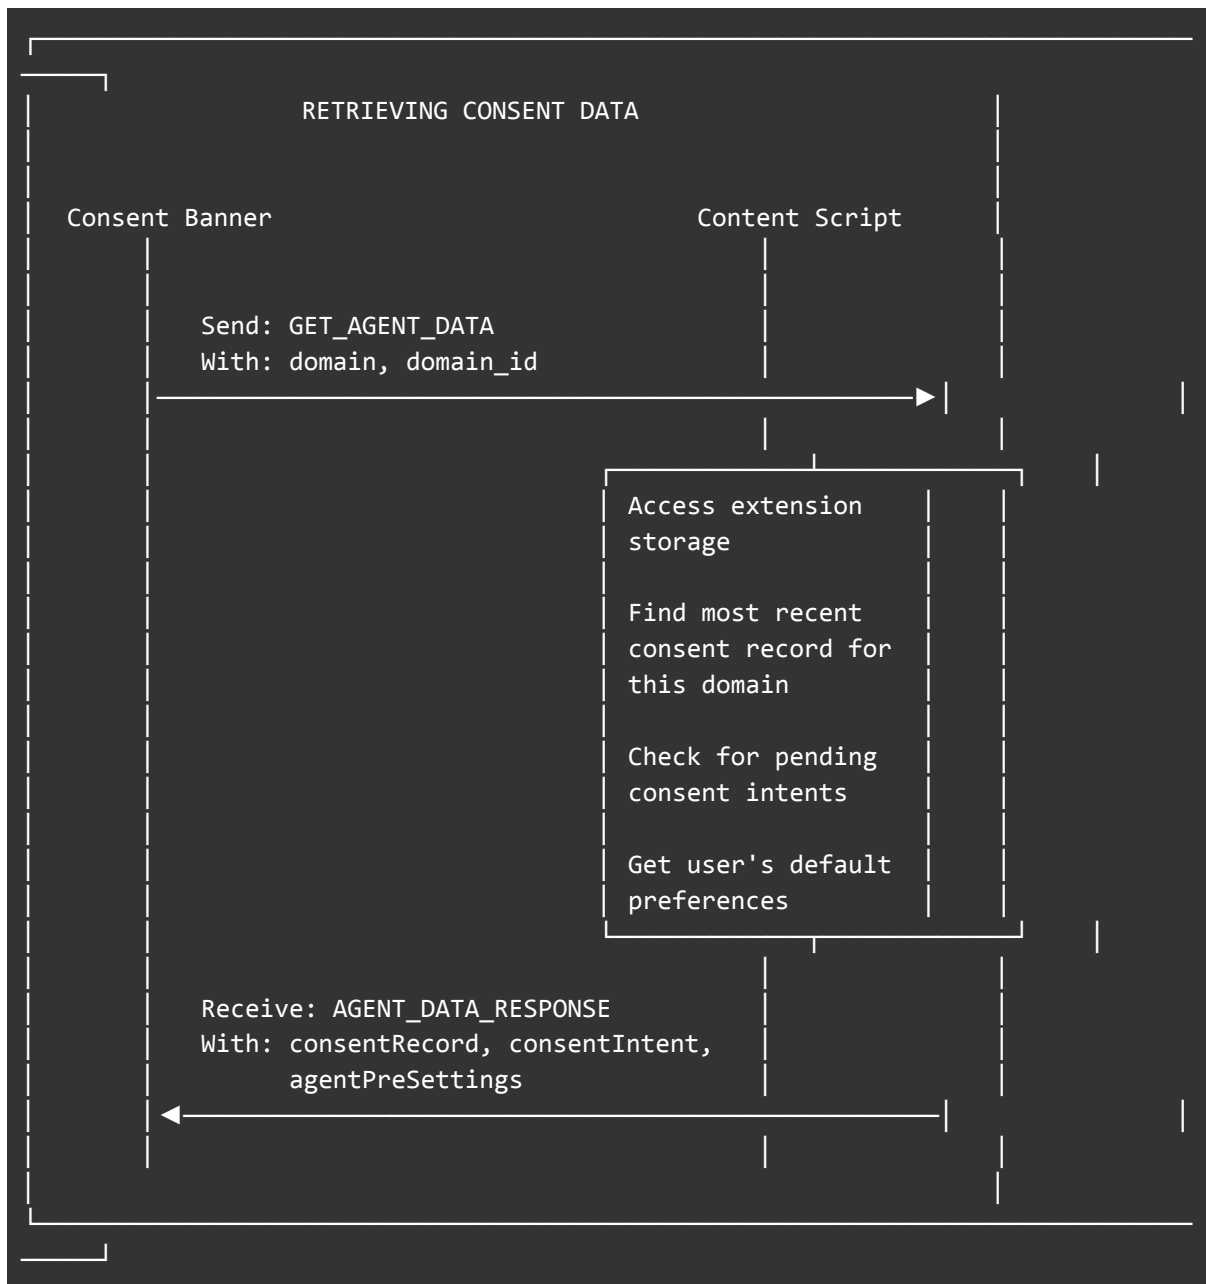 RETRIEVING CONSENT DATA
Consent Banner Content Script
Send: GET_AGENT_DATA
With: domain, domain_id
Access extension
storage
Find most recent
consent record for
this domain
Check for pending
consent intents
Get user's default
preferences
Receive: AGENT_DATA_RESPONSE
With: consentRecord, consentIntent,
agentPreSettings